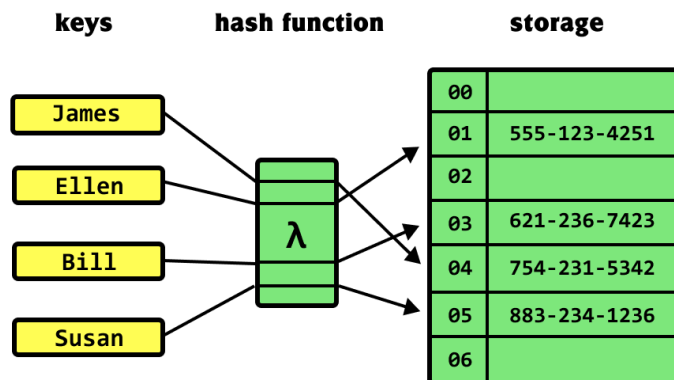 keys hash function storage
James
Ellen
Bill
Susan
λ
00
01 555-123-4251
02
03 621-236-7423
04 754-231-5342
05 883-234-1236
06